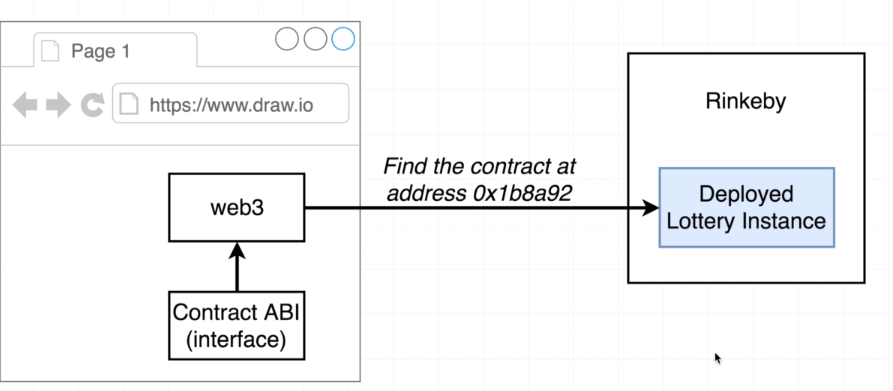 Page 1
https://www.draw.io
Rinkeby
Find the contract at
address 0x1b8a92
web3
Deployed
Lottery Instance
Contract ABI
(interface)